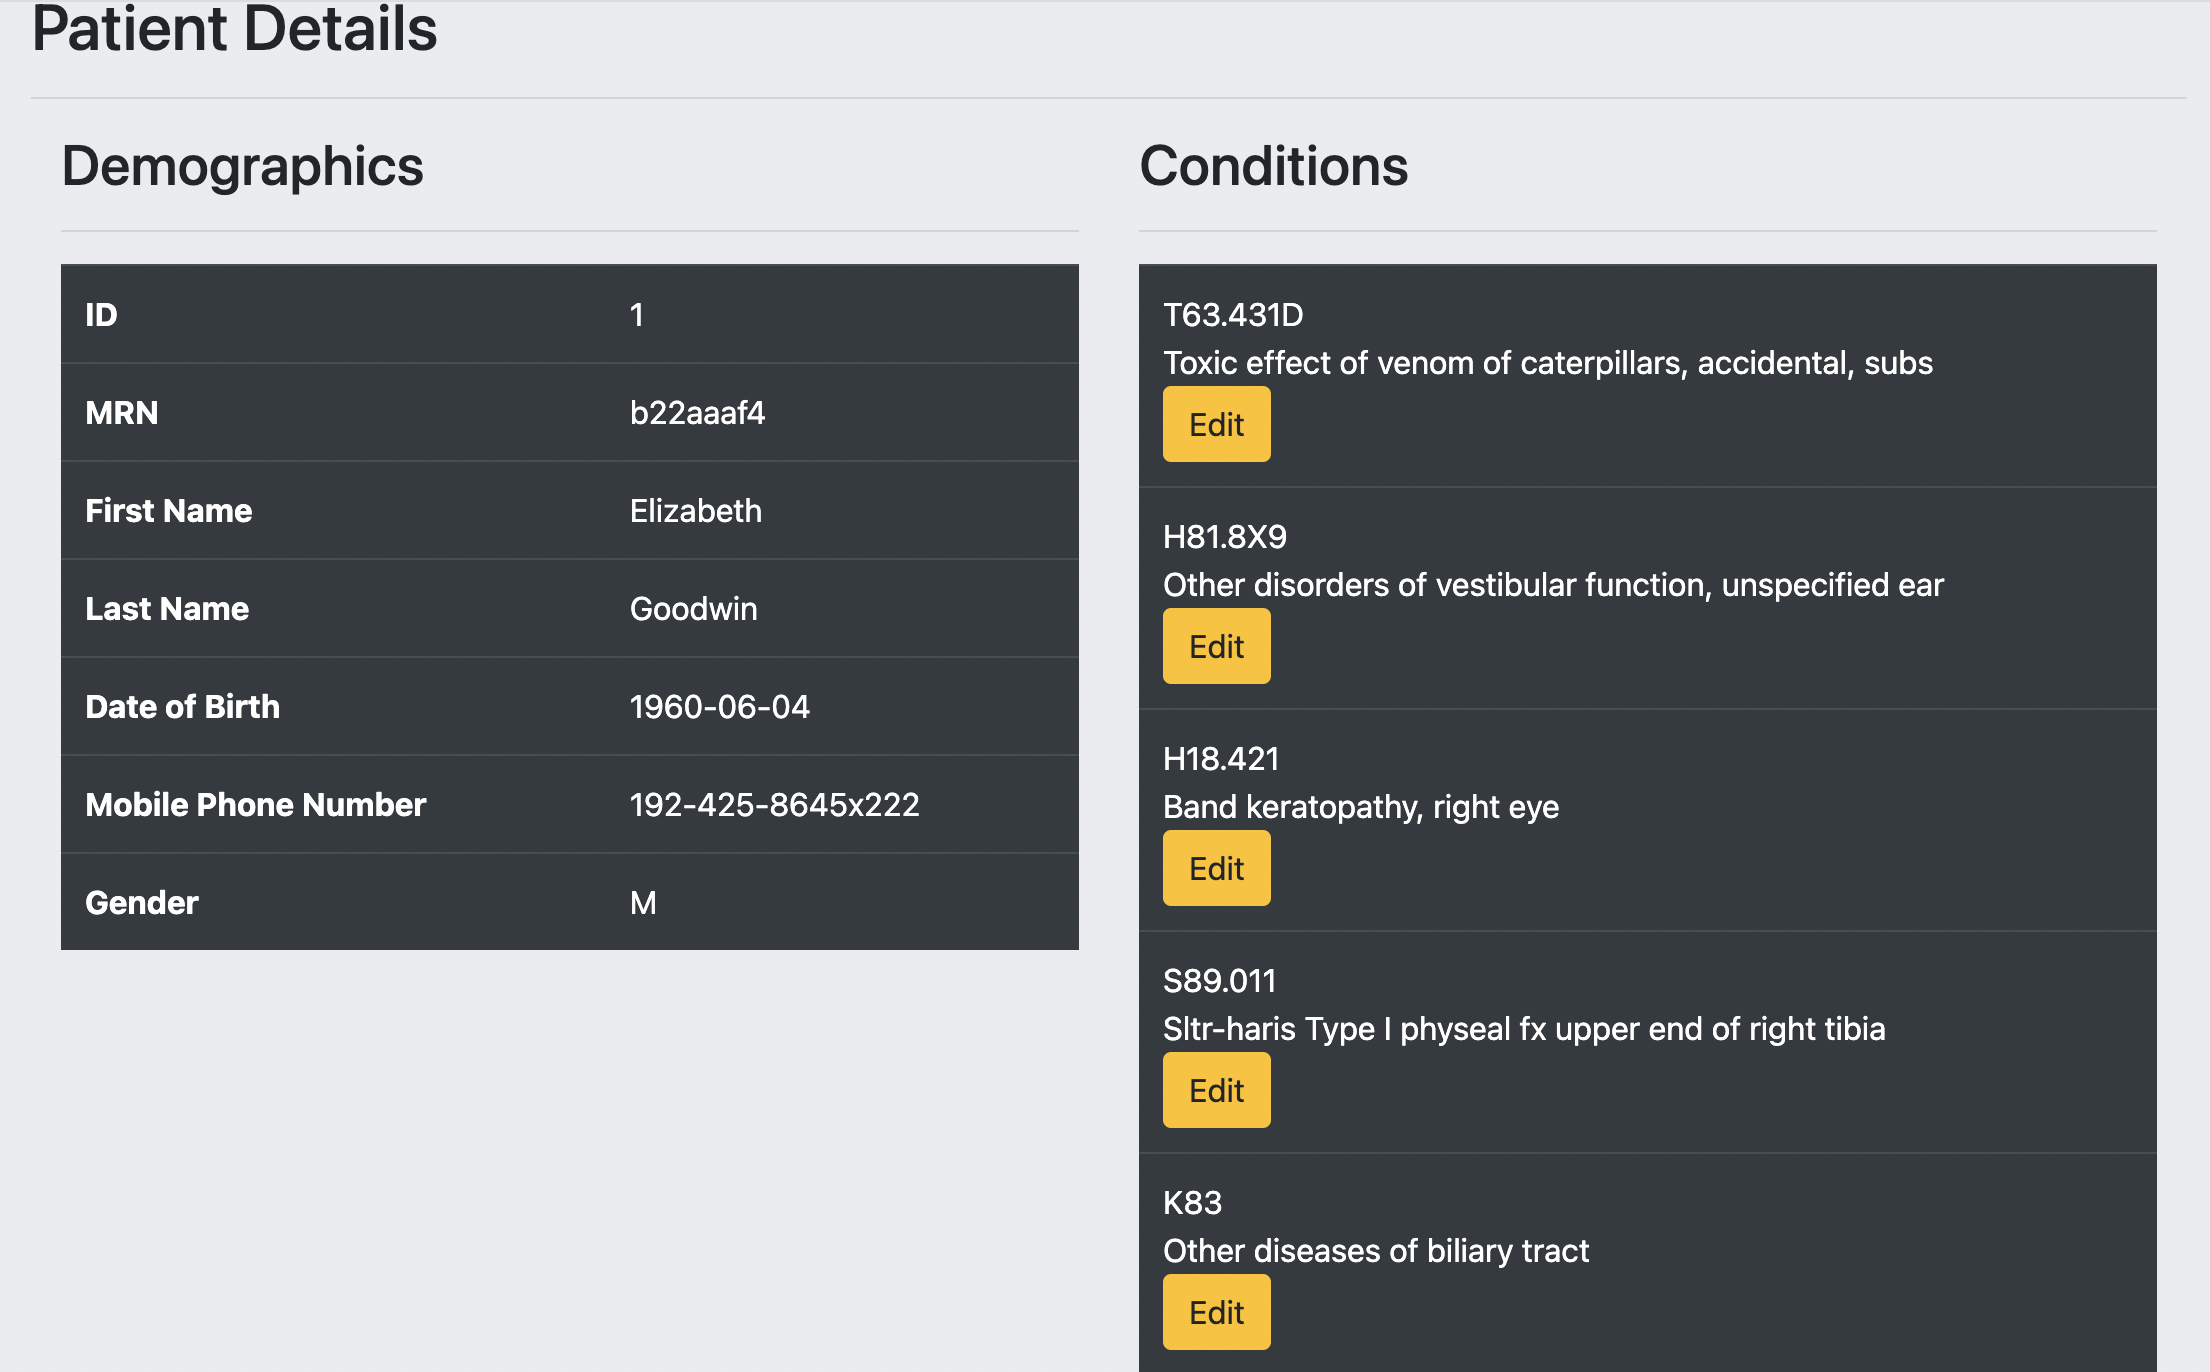 Patient Details
Demographics
ID 1
MRN b22aaaf4
First Name Elizabeth
Last Name Goodwin
Date of Birth 1960-06-04
Mobile Phone Number 192-425-8645x222
Gender M
Conditions
T63.431D
Toxic effect of venom of caterpillars, accidental, subs
Edit
H81.8X9
Other disorders of vestibular function, unspecified ear
Edit
H18.421
Band keratopathy, right eye
Edit
S89.011
Sltr-haris Type I physeal fx upper end of right tibia
Edit
K83
Other diseases of biliary tract
Edit